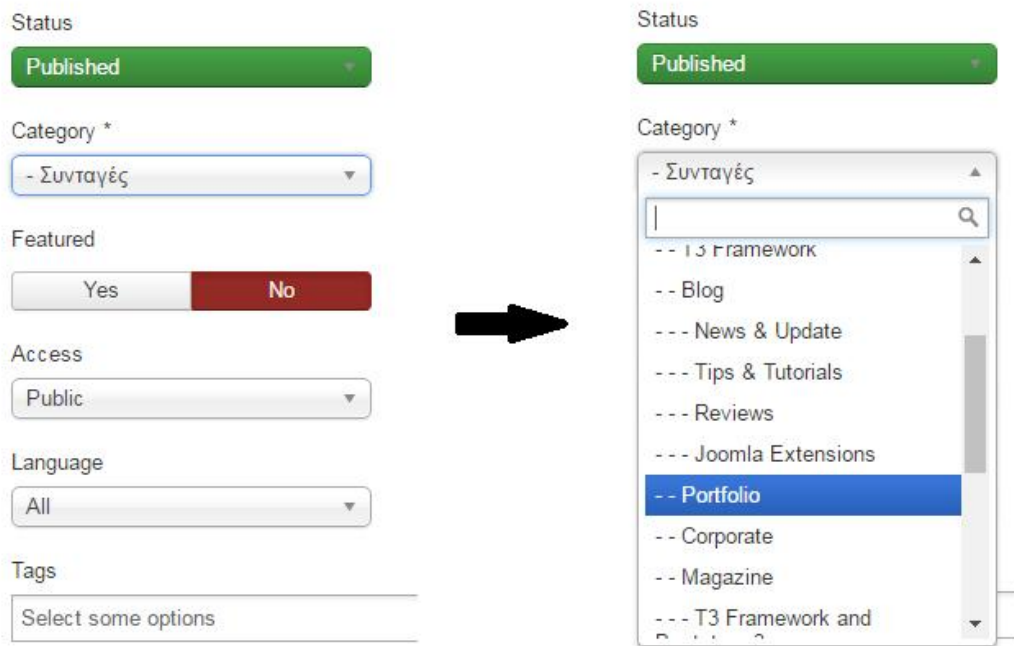 Status
Published
Category *
- Συνταγές
Featured
Yes No
Access
Public
Language
All
Tags
Select some options
Status
Published
Category *
- Συνταγές
- - T3 Framework
- - Blog
- - - News & Update
- - - Tips & Tutorials
- - - Reviews
- - - Joomla Extensions
- - Portfolio
- - Corporate
- - Magazine
- - - T3 Framework and